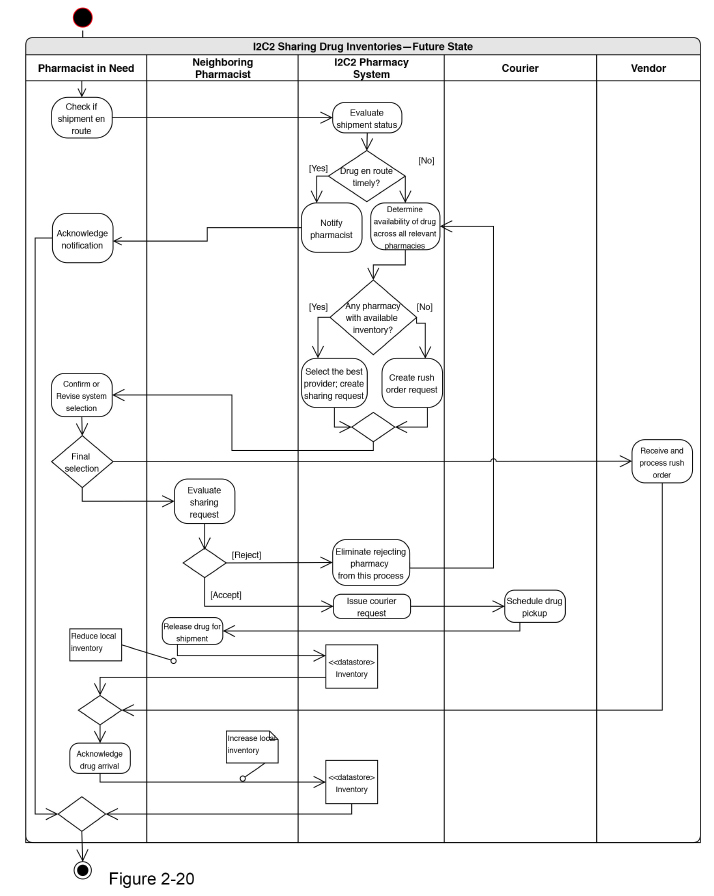 I2C2 Sharing Drug Inventories—Future State
Pharmacist in Need
Neighboring
Pharmacist
I2C2 Pharmacy
System
Courier
Vendor
Check if
shipment en
route
Evaluate
shipment status
[Yes]
Drug en route
timely?
[No]
Acknowledge
notification
Notify
pharmacist
Determine
availability of drug
across all relevant
pharmacies
[Yes]
Any pharmacy
with available
inventory?
[No]
Select the best
provider; create
sharing request
Create rush
order request
Confirm or
Revise system
selection
Final
selection
Receive and
process rush
order
Evaluate
sharing
request
[Reject]
Eliminate rejecting
pharmacy
from this process
[Accept]
Issue courier
request
Schedule drug
pickup
Release drug for
shipment
Reduce local
inventory
<<datastore>
Inventory
Increase local
inventory
Acknowledge
drug arrival
<<datastore>
Inventory
Figure 2-20